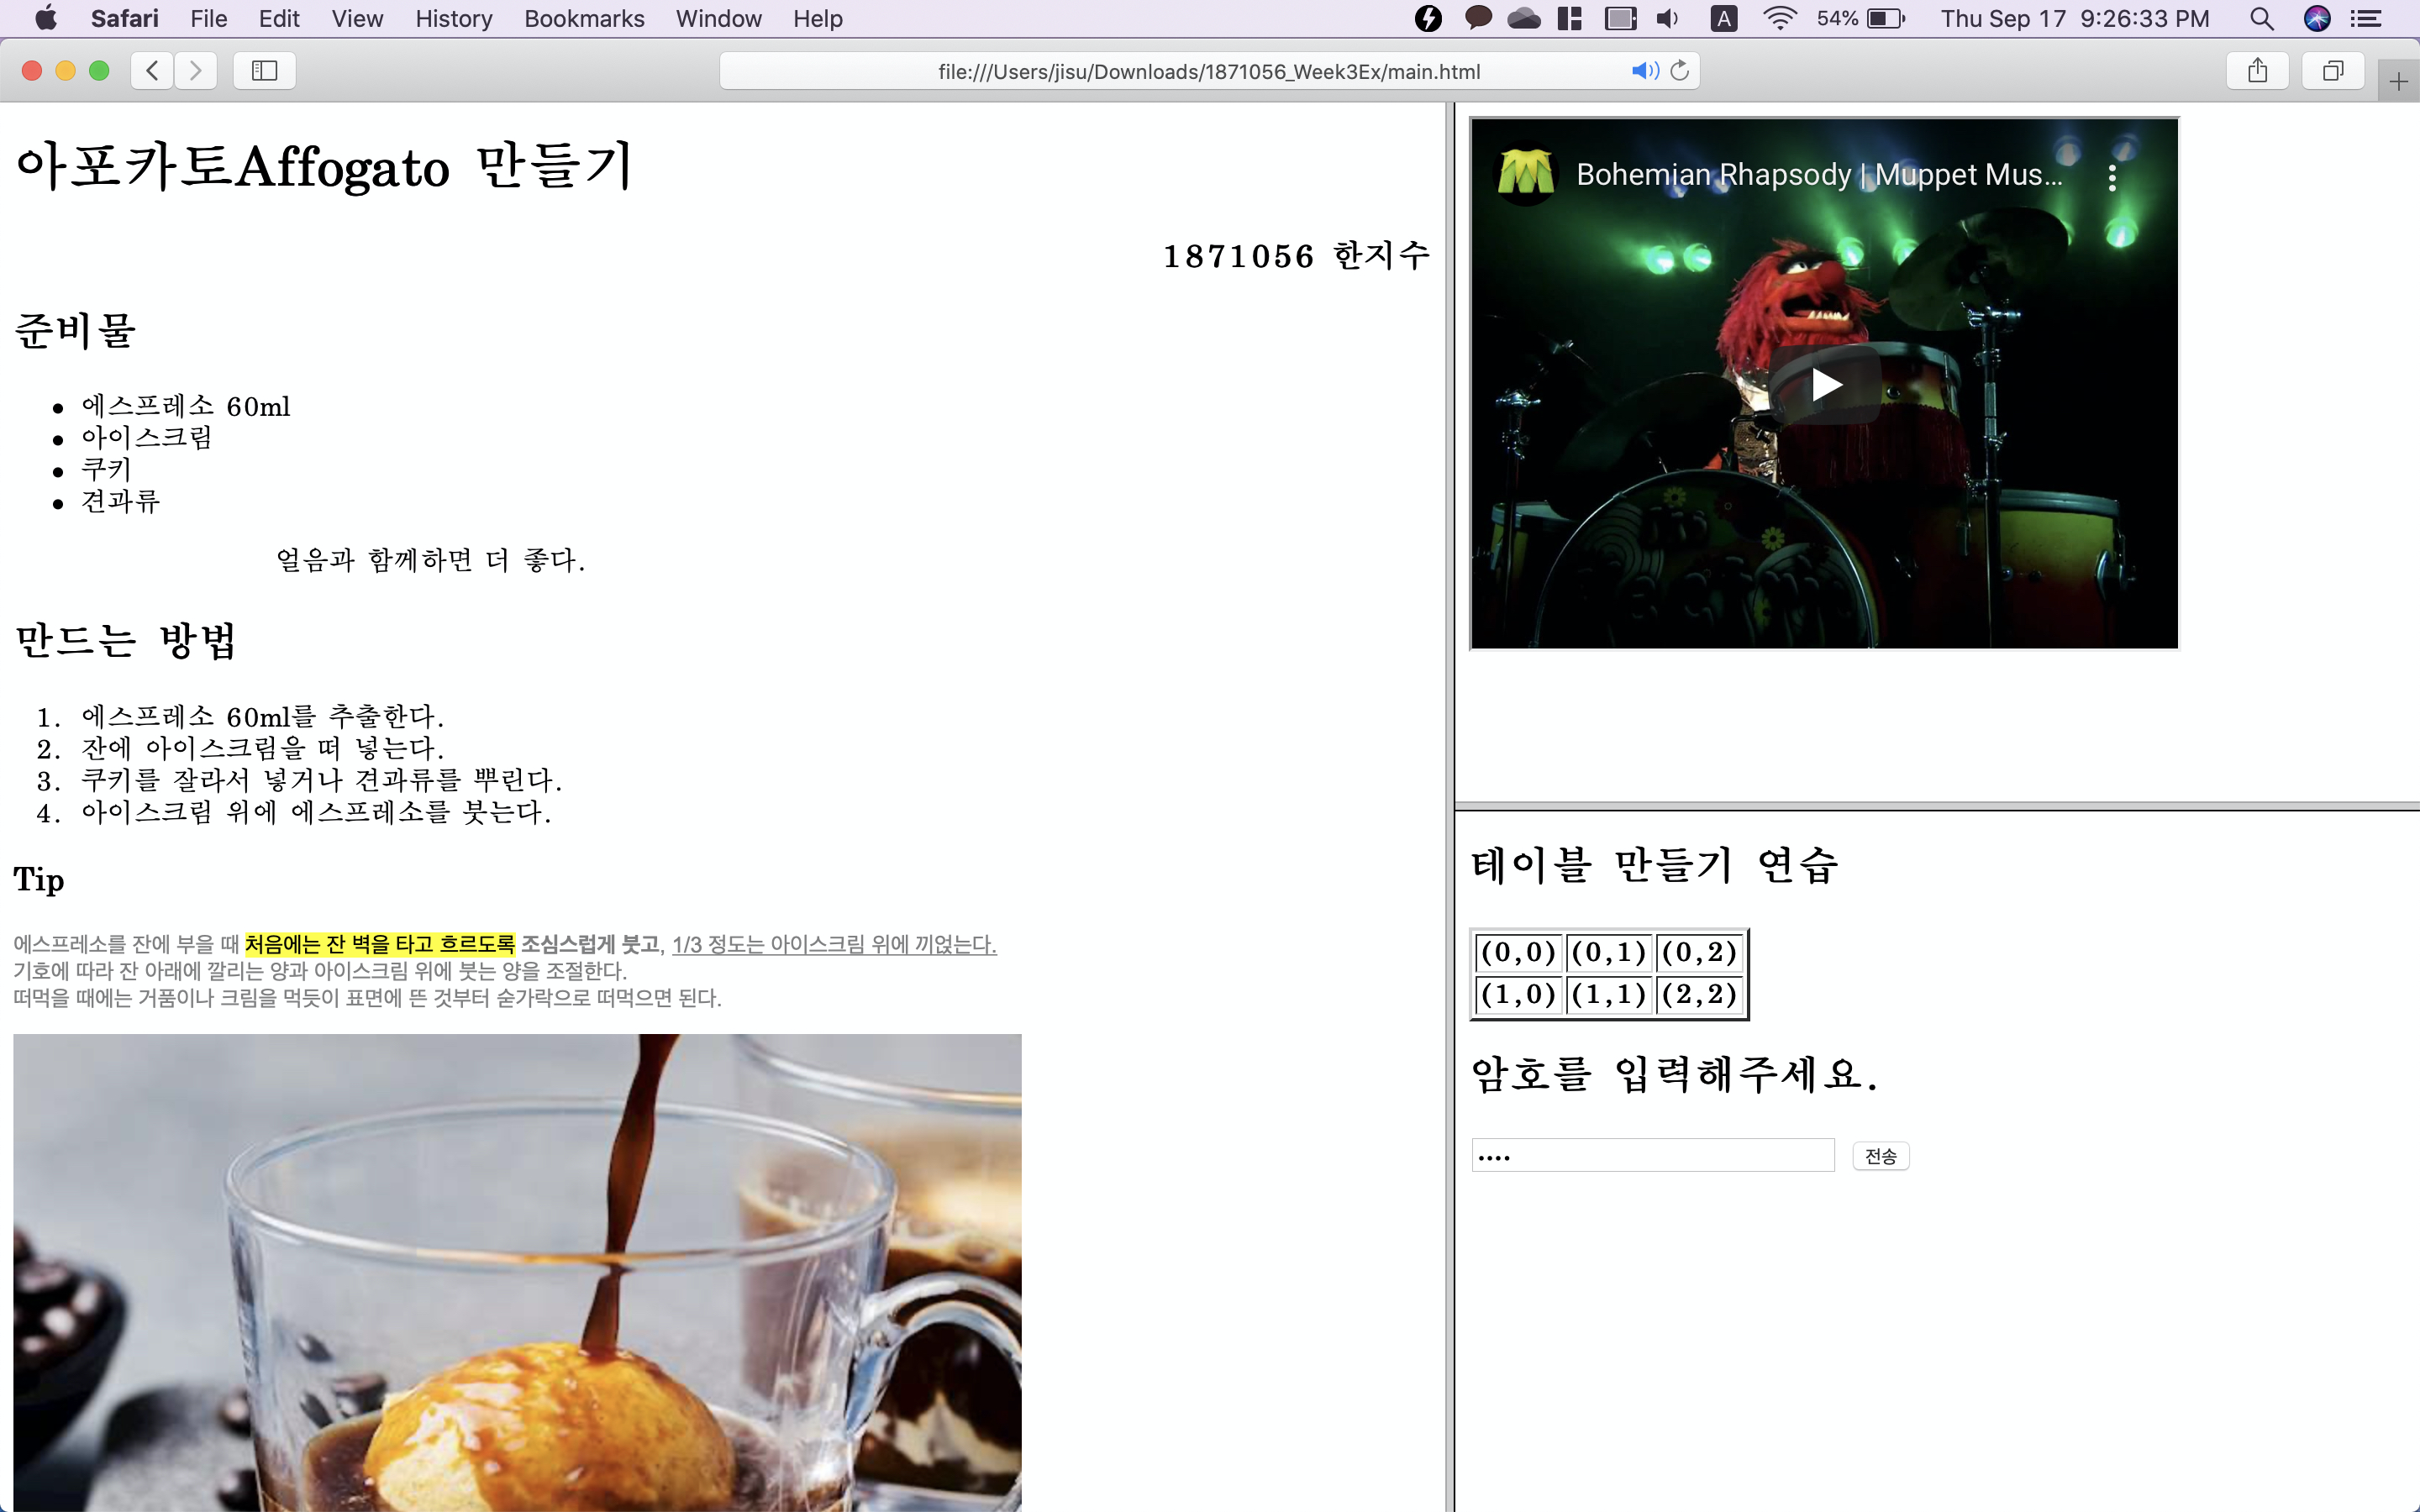 Safari File Edit View History Bookmarks Window Help
A 54% Thu Sep 17 9:26:33 PM
file:///Users/jisu/Downloads/1871056_Week3Ex/main.html
아포카토Affogato 만들기
1871056 한지수
준비물
• 에스프레소 60ml
• 아이스크림
• 쿠키
• 견과류
얼음과 함께하면 더 좋다.
만드는 방법
1. 에스프레소 60ml를 추출한다.
2. 잔에 아이스크림을 떠 넣는다.
3. 쿠키를 잘라서 넣거나 견과류를 뿌린다.
4. 아이스크림 위에 에스프레소를 붓는다.
Tip
에스프레소를 잔에 부을 때 처음에는 잔 벽을 타고 흐르도록 조심스럽게 붓고, 1/3 정도는 아이스크림 위에 끼얹는다.
기호에 따라 잔 아래에 깔리는 양과 아이스크림 위에 붓는 양을 조절한다.
떠먹을 때에는 거품이나 크림을 먹듯이 표면에 뜬 것부터 숟가락으로 떠먹으면 된다.
Bohemian Rhapsody | Muppet Mus...
테이블 만들기 연습
(0,0) (0,1) (0,2)
(1,0) (1,1) (2,2)
암호를 입력해주세요.
•••• 전송